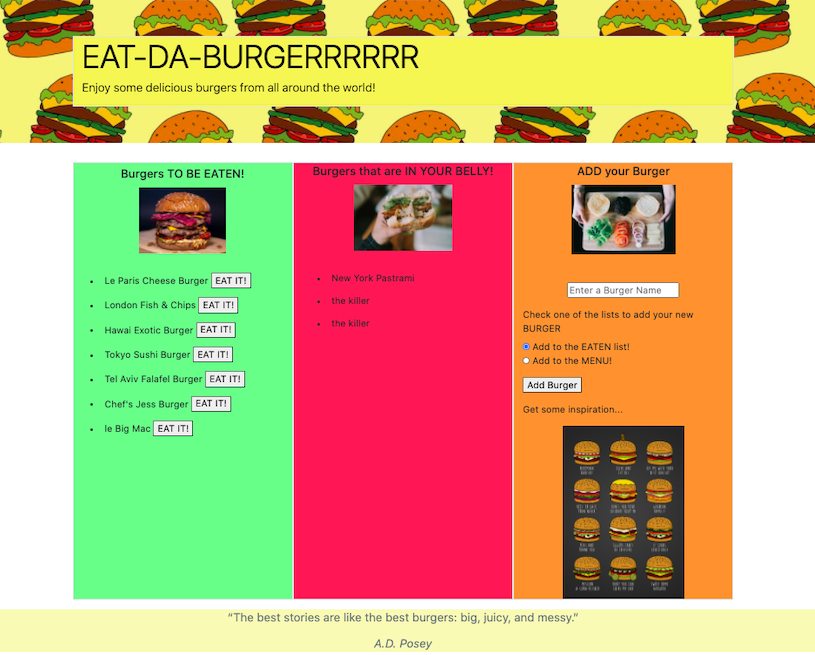 EAT-DA-BURGERRRRRR
Enjoy some delicious burgers from all around the world!
Burgers TO BE EATEN!
Le Paris Cheese Burger EAT IT!
London Fish & Chips EAT IT!
Hawai Exotic Burger EAT IT!
Tokyo Sushi Burger EAT IT!
Tel Aviv Falafel Burger EAT IT!
Chef's Jess Burger EAT IT!
le Big Mac EAT IT!
Burgers that are IN YOUR BELLY!
New York Pastrami
the killer
the killer
ADD your Burger
Enter a Burger Name
Check one of the lists to add your new
BURGER
Add to the EATEN list!
Add to the MENU!
Add Burger
Get some inspiration...
“The best stories are like the best burgers: big, juicy, and messy.”
A.D. Posey